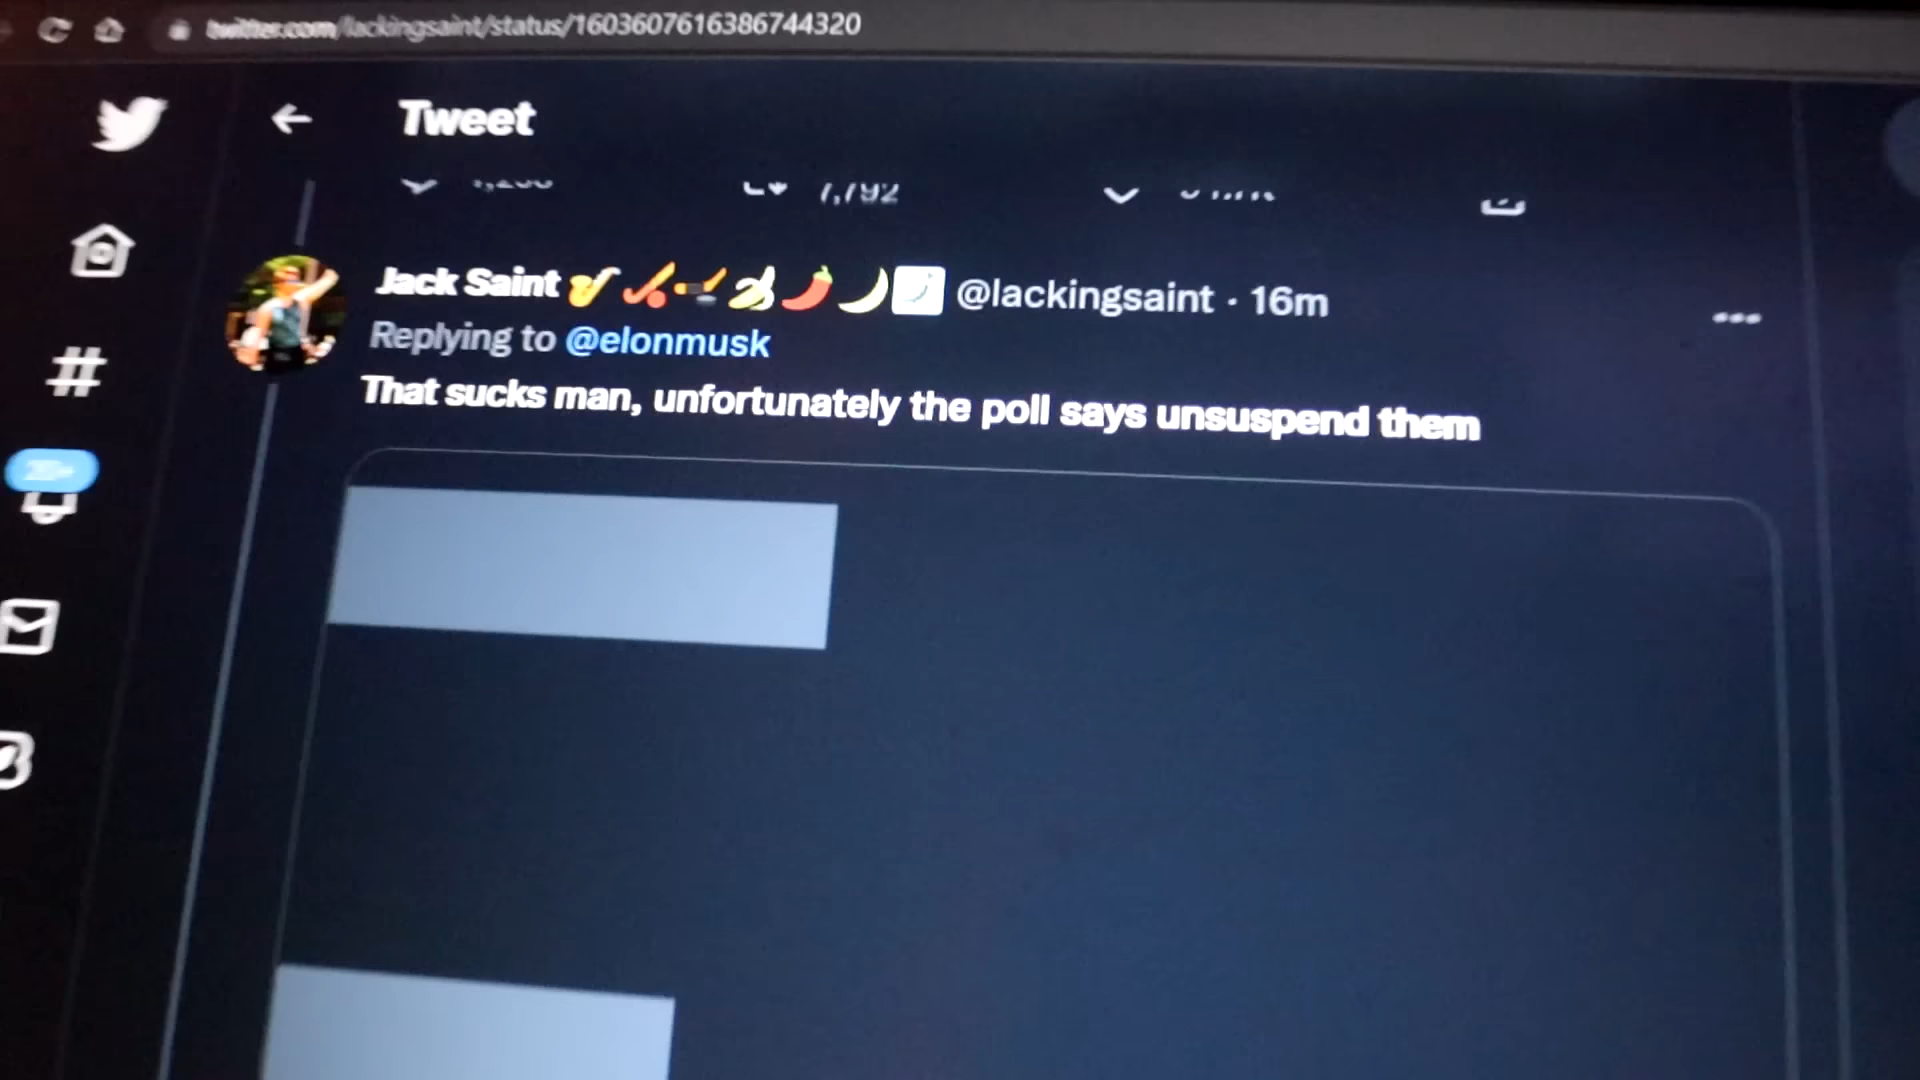 twitter.com/lackingsaint/status/1603607616386744320
Tweet
7,792
Jack Saint 🎷🏒🏑🍌🌶️🌙 @lackingsaint · 16m
Replying to @elonmusk
That sucks man, unfortunately the poll says unsuspend them
20+